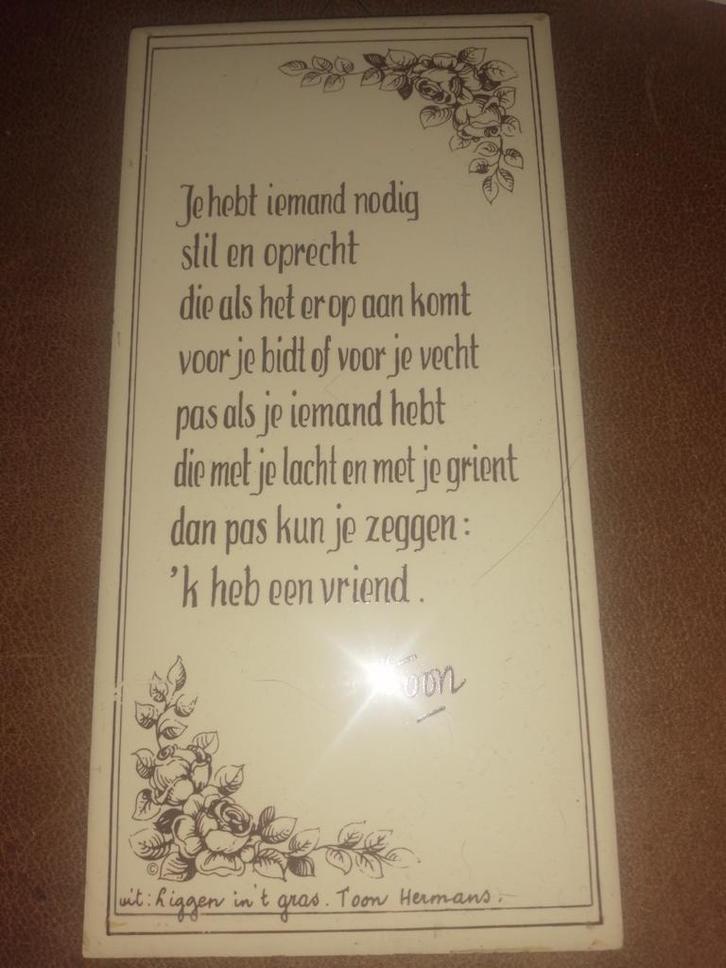 Je hebt iemand nodig
stil en oprecht
die als het er op aan komt
voor je bidt of voor je vecht
pas als je iemand hebt
die met je lacht en met je grient
dan pas kun je zeggen:
'k heb een vriend.
Toon
©
uit: Liggen in 't gras. Toon Hermans.